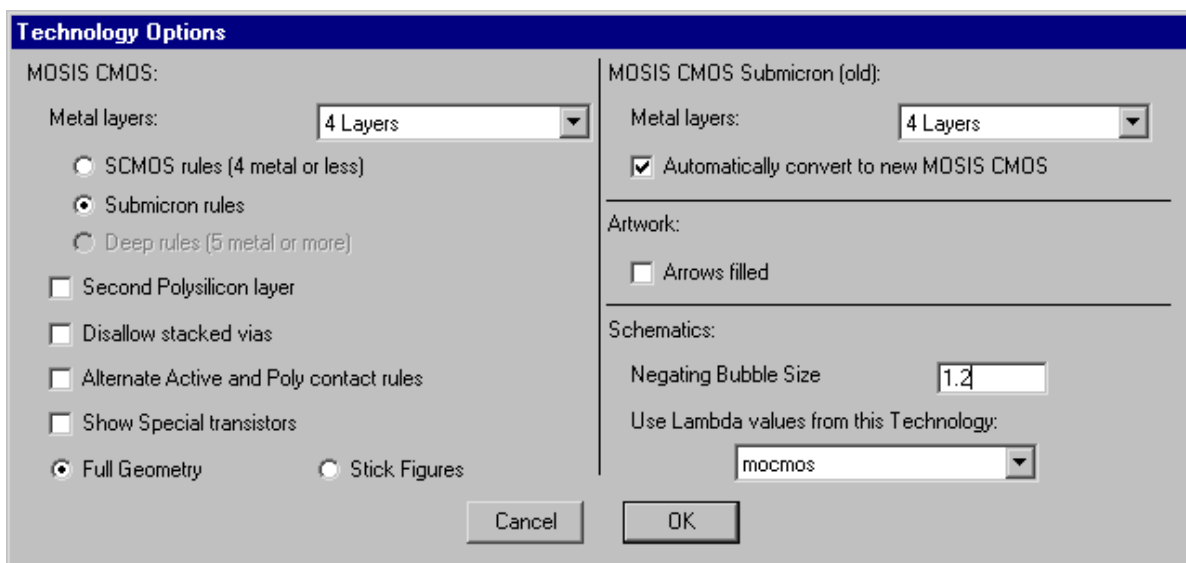 Technology Options
MOSIS CMOS:
Metal layers: 4 Layers
SCMOS rules (4 metal or less)
Submicron rules
Deep rules (5 metal or more)
Second Polysilicon layer
Disallow stacked vias
Alternate Active and Poly contact rules
Show Special transistors
Full Geometry Stick Figures
MOSIS CMOS Submicron (old):
Metal layers: 4 Layers
Automatically convert to new MOSIS CMOS
Artwork:
Arrows filled
Schematics:
Negating Bubble Size 1.2
Use Lambda values from this Technology:
mocmos
Cancel OK